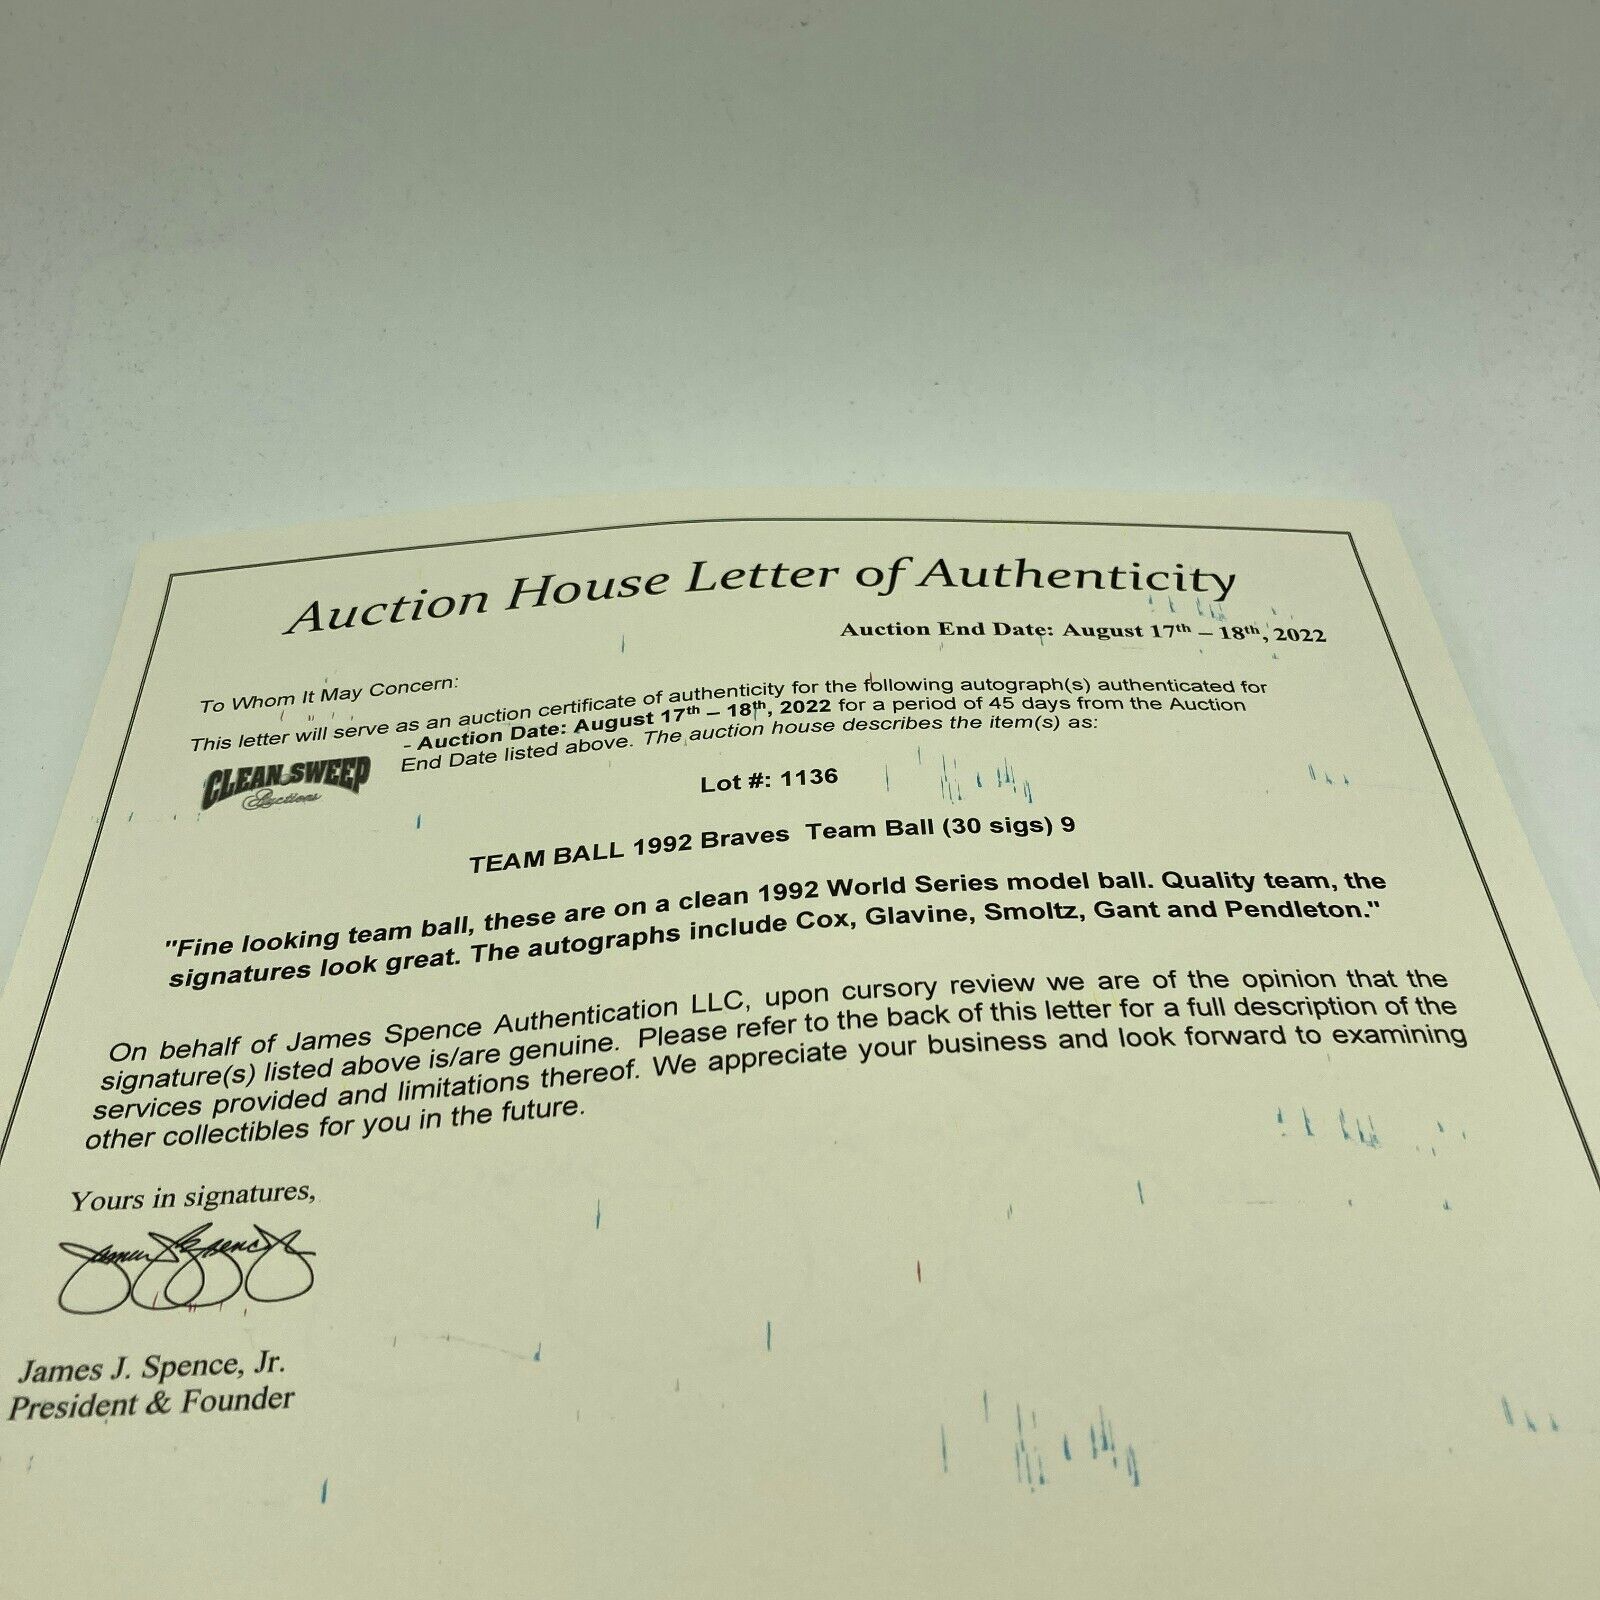 Auction House Letter of Authenticity
Auction End Date: August 17th – 18th, 2022
To Whom It May Concern:
This letter will serve as an auction certificate of authenticity for the following autograph(s) authenticated for
- Auction Date: August 17th – 18th, 2022 for a period of 45 days from the Auction
End Date listed above. The auction house describes the item(s) as:
CLEAN SWEEP
Auctions
Lot #: 1136
TEAM BALL 1992 Braves Team Ball (30 sigs) 9
"Fine looking team ball, these are on a clean 1992 World Series model ball. Quality team, the
signatures look great. The autographs include Cox, Glavine, Smoltz, Gant and Pendleton."
On behalf of James Spence Authentication LLC, upon cursory review we are of the opinion that the
signature(s) listed above is/are genuine. Please refer to the back of this letter for a full description of the
services provided and limitations thereof. We appreciate your business and look forward to examining
other collectibles for you in the future.
Yours in signatures,
James J. Spence, Jr.
James J. Spence, Jr.
President & Founder